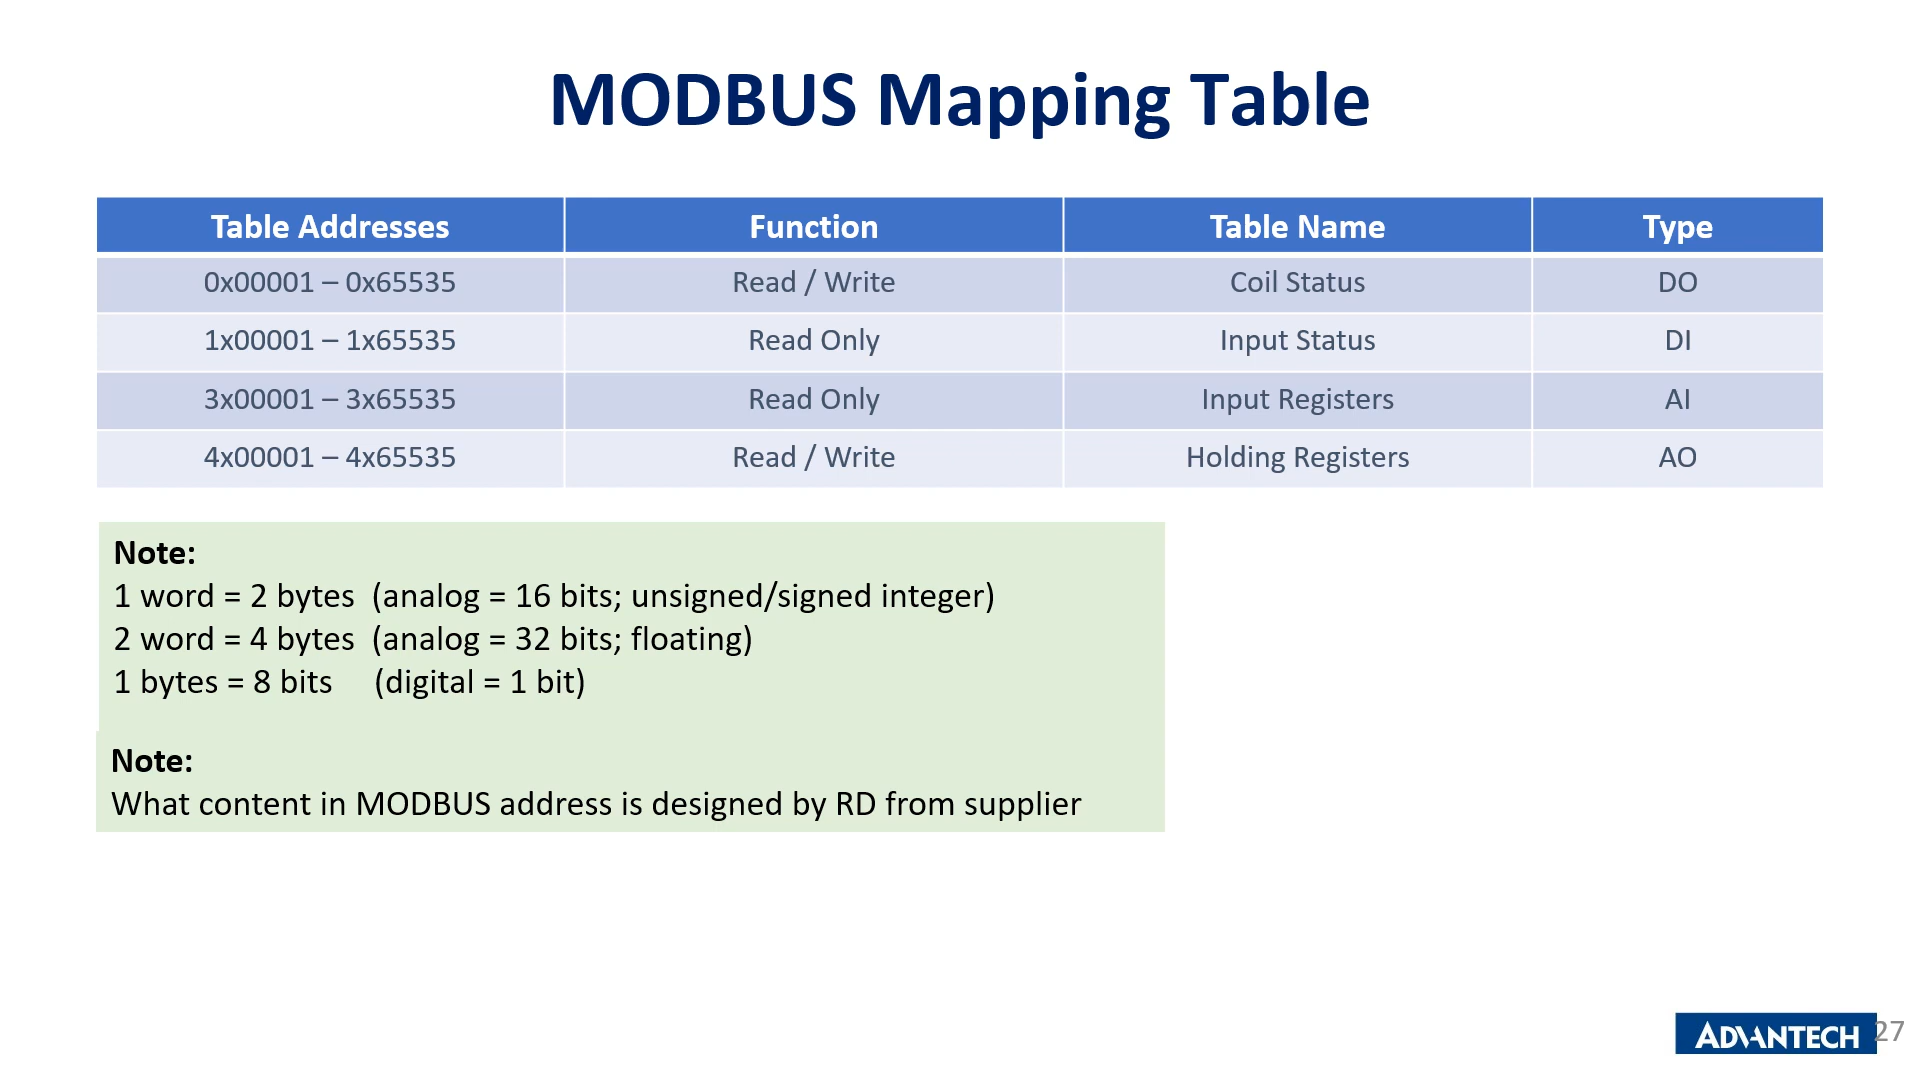 MODBUS Mapping Table
Table Addresses Function Table Name Type
0x00001 – 0x65535 Read / Write Coil Status DO
1x00001 – 1x65535 Read Only Input Status DI
3x00001 – 3x65535 Read Only Input Registers AI
4x00001 – 4x65535 Read / Write Holding Registers AO
Note:
1 word = 2 bytes (analog = 16 bits; unsigned/signed integer)
2 word = 4 bytes (analog = 32 bits; floating)
1 bytes = 8 bits (digital = 1 bit)
Note:
What content in MODBUS address is designed by RD from supplier
ADVANTECH 27